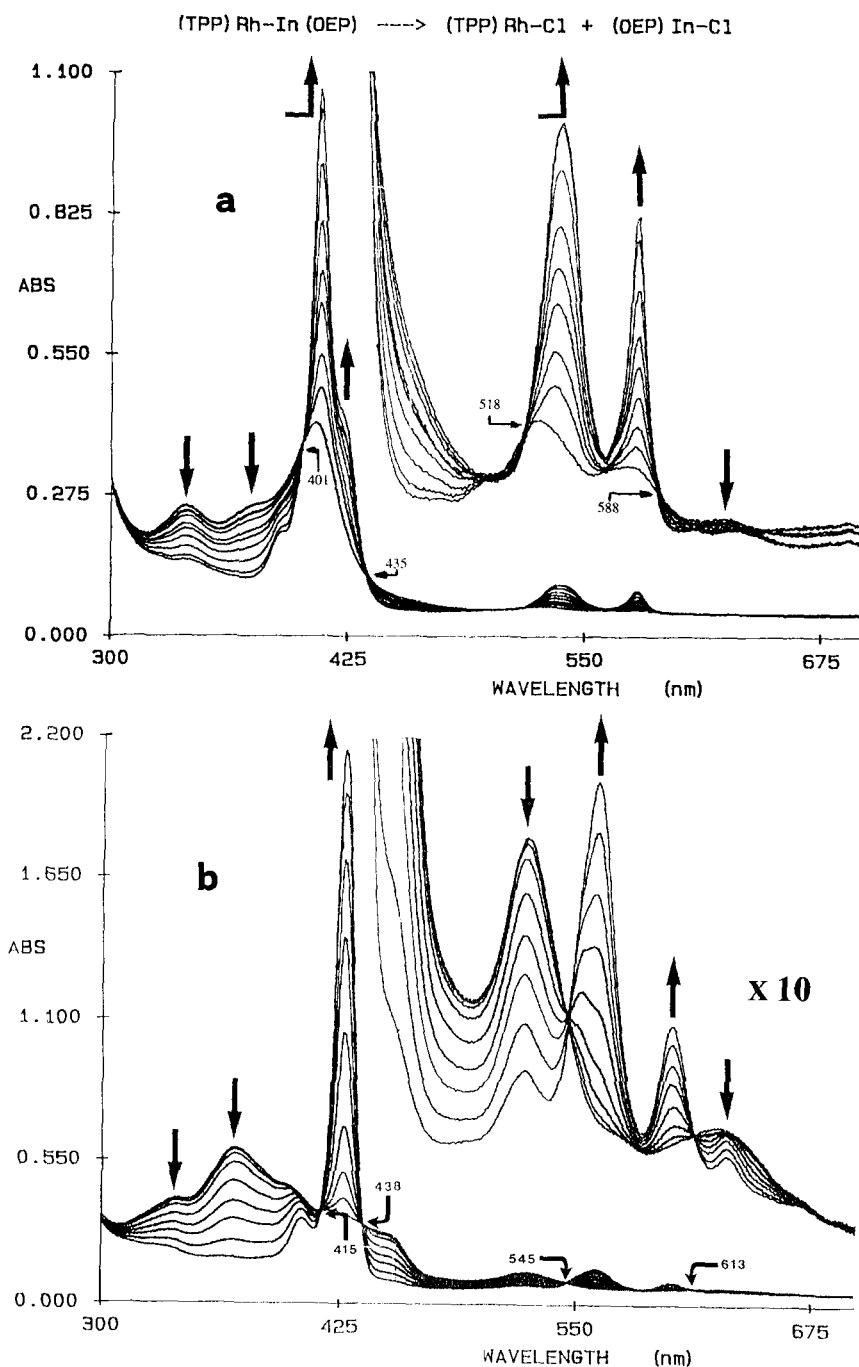 (TPP) Rh-In (OEP) ----> (TPP) Rh-Cl + (OEP) In-Cl
1.100
a
0.825
ABS
0.550
518
0.275
401
588
435
0.000
300 425 550 675
WAVELENGTH (nm)
2.200
b
1.650
ABS
X 10
1.100
0.550
438
415
545
613
0.000
300 425 550 675
WAVELENGTH (nm)